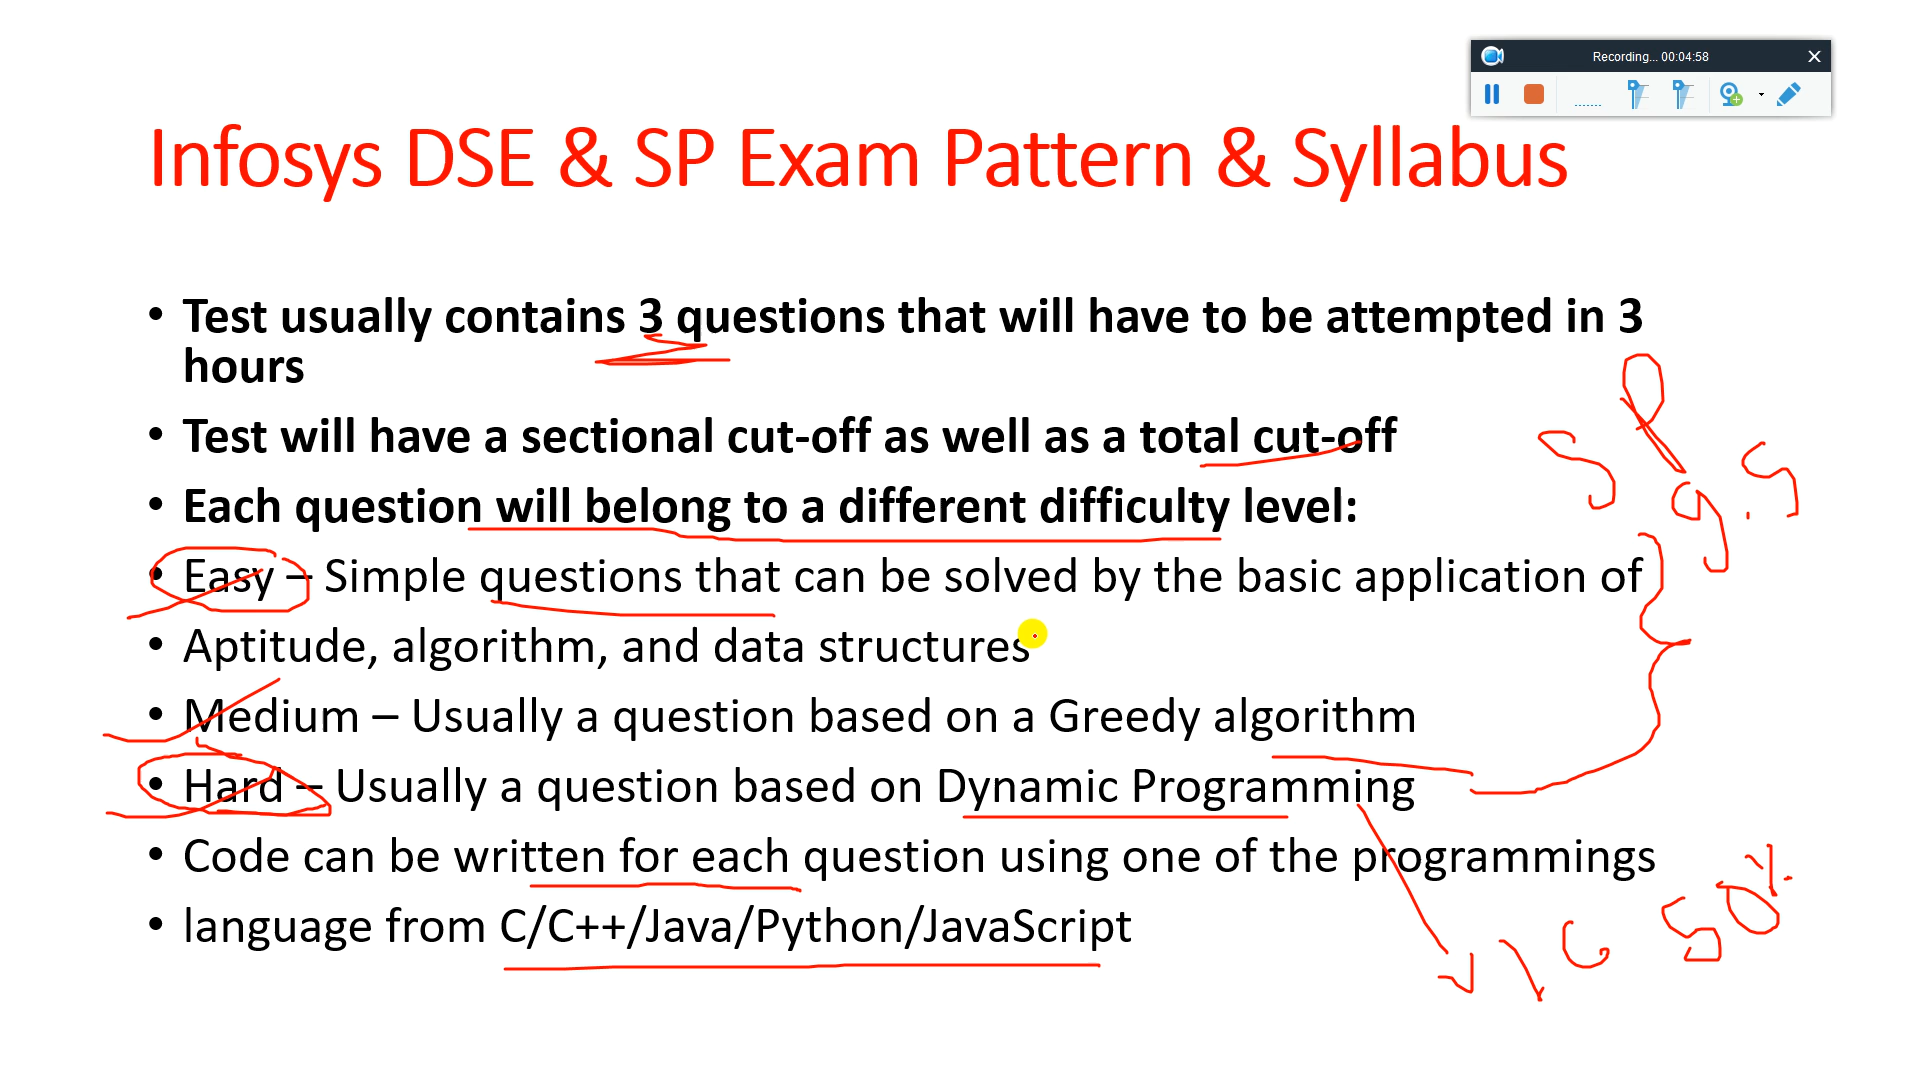 Recording... 00:04:58
Infosys DSE & SP Exam Pattern & Syllabus
• Test usually contains 3 questions that will have to be attempted in 3
hours
• Test will have a sectional cut-off as well as a total cut-off
• Each question will belong to a different difficulty level:
• Easy – Simple questions that can be solved by the basic application of
• Aptitude, algorithm, and data structures
• Medium – Usually a question based on a Greedy algorithm
• Hard – Usually a question based on Dynamic Programming
• Code can be written for each question using one of the programmings
• language from C/C++/Java/Python/JavaScript
SP
9.5
50%